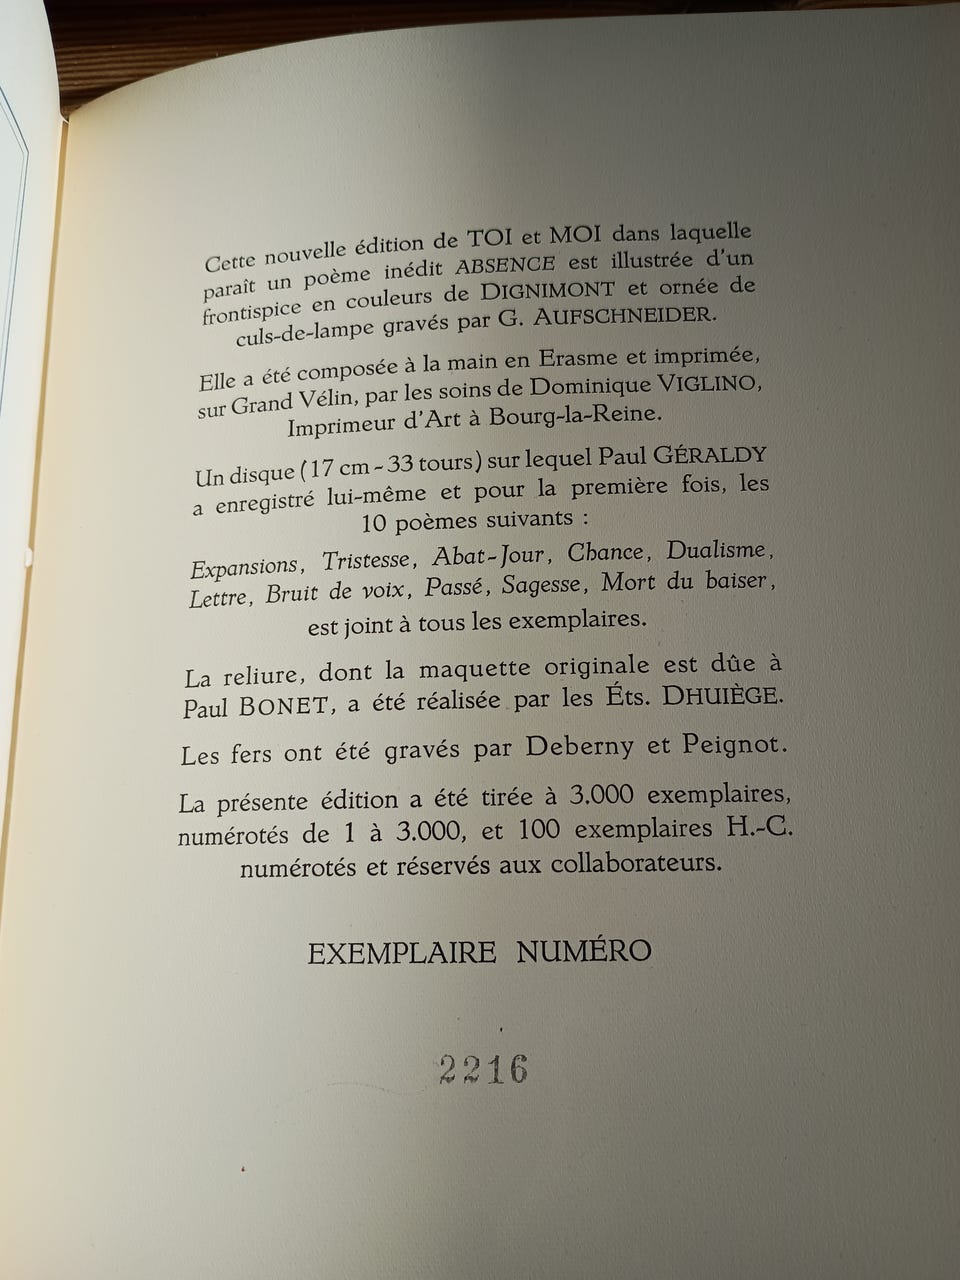 Cette nouvelle édition de TOI et MOI dans laquelle
paraît un poème inédit ABSENCE est illustrée d'un
frontispice en couleurs de DIGNIMONT et ornée de
culs-de-lampe gravés par G. AUFSCHNEIDER.
Elle a été composée à la main en Erasme et imprimée,
sur Grand Vélin, par les soins de Dominique VIGLINO,
Imprimeur d'Art à Bourg-la-Reine.
Un disque (17 cm - 33 tours) sur lequel Paul GÉRALDY
a enregistré lui-même et pour la première fois, les
10 poèmes suivants :
Expansions, Tristesse, Abat-Jour, Chance, Dualisme,
Lettre, Bruit de voix, Passé, Sagesse, Mort du baiser,
est joint à tous les exemplaires.
La reliure, dont la maquette originale est dûe à
Paul BONET, a été réalisée par les Éts. DHUIÈGE.
Les fers ont été gravés par Deberny et Peignot.
La présente édition a été tirée à 3.000 exemplaires,
numérotés de 1 à 3.000, et 100 exemplaires H.-C.
numérotés et réservés aux collaborateurs.
EXEMPLAIRE NUMÉRO
2216